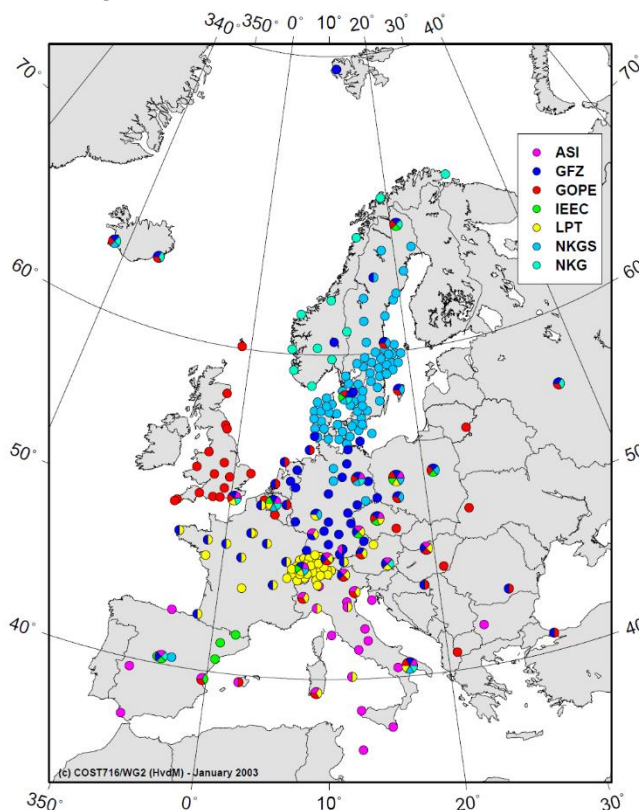 340° 350° 0° 10° 20° 30° 40°
70° 70°
ASI
GFZ
GOPE
IEEC
LPT
NKGS
NKG
60° 60°
50° 50°
40° 40°
(c) COST716/WG2 (HvdM) - January 2003
350° 0° 10° 20° 30°